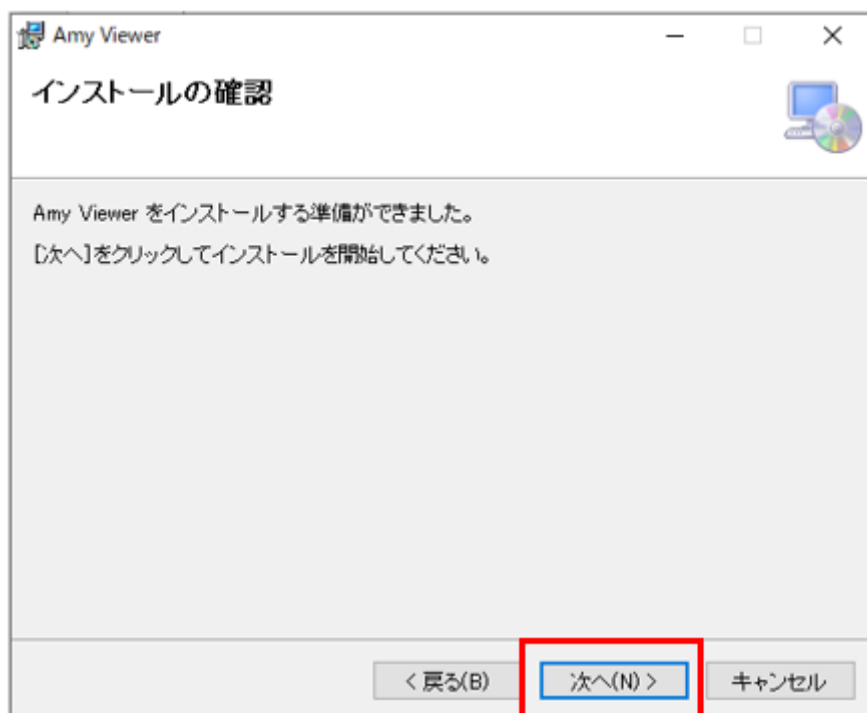 Amy Viewer
インストールの確認
Amy Viewer をインストールする準備ができました。
[次へ]をクリックしてインストールを開始してください。
< 戻る(B)
次へ(N) >
キャンセル